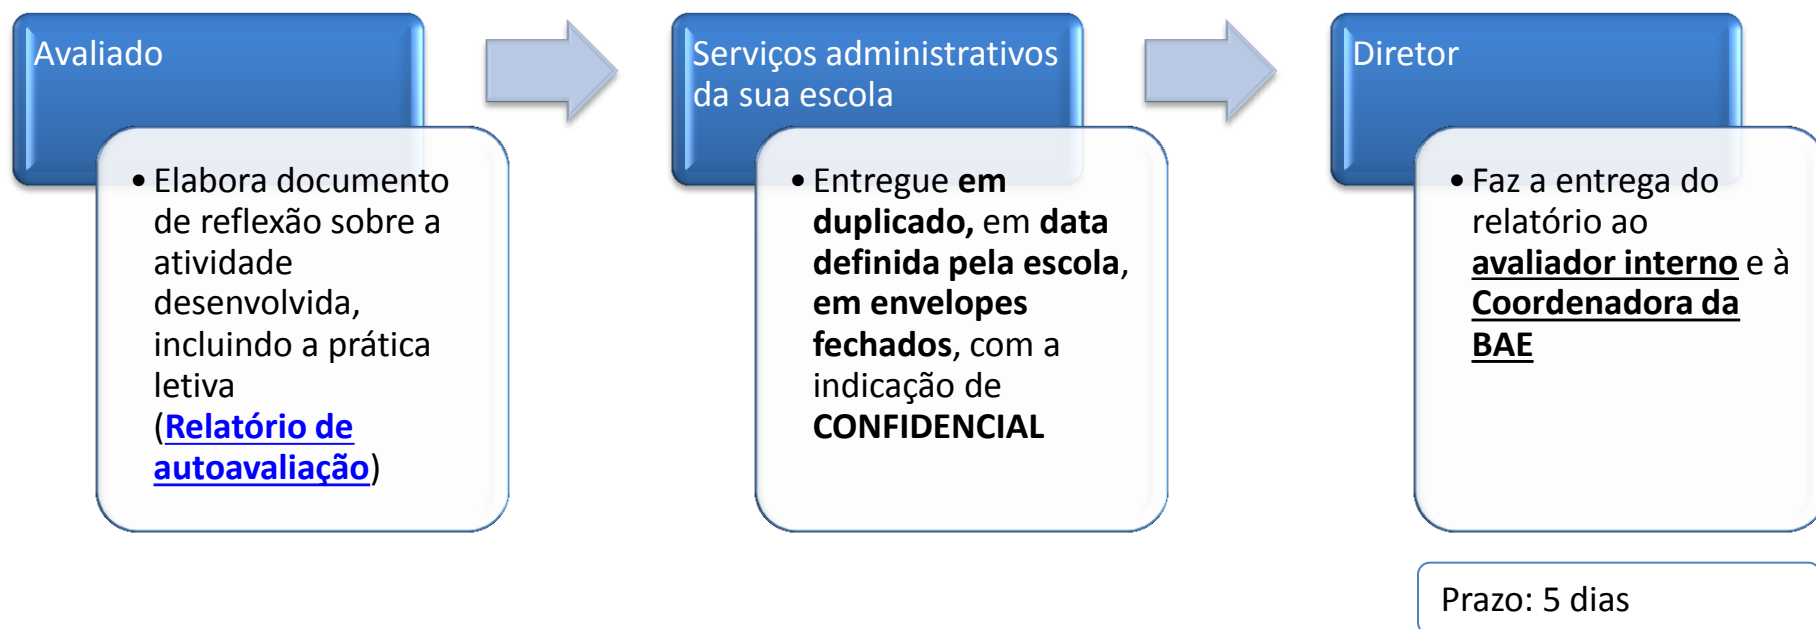 Avaliado
• Elabora documento
de reflexão sobre a
atividade
desenvolvida,
incluindo a prática
letiva
(Relatório de
autoavaliação)
Serviços administrativos
da sua escola
• Entregue em
duplicado, em data
definida pela escola,
em envelopes
fechados, com a
indicação de
CONFIDENCIAL
Diretor
• Faz a entrega do
relatório ao
avaliador interno e à
Coordenadora da
BAE
Prazo: 5 dias